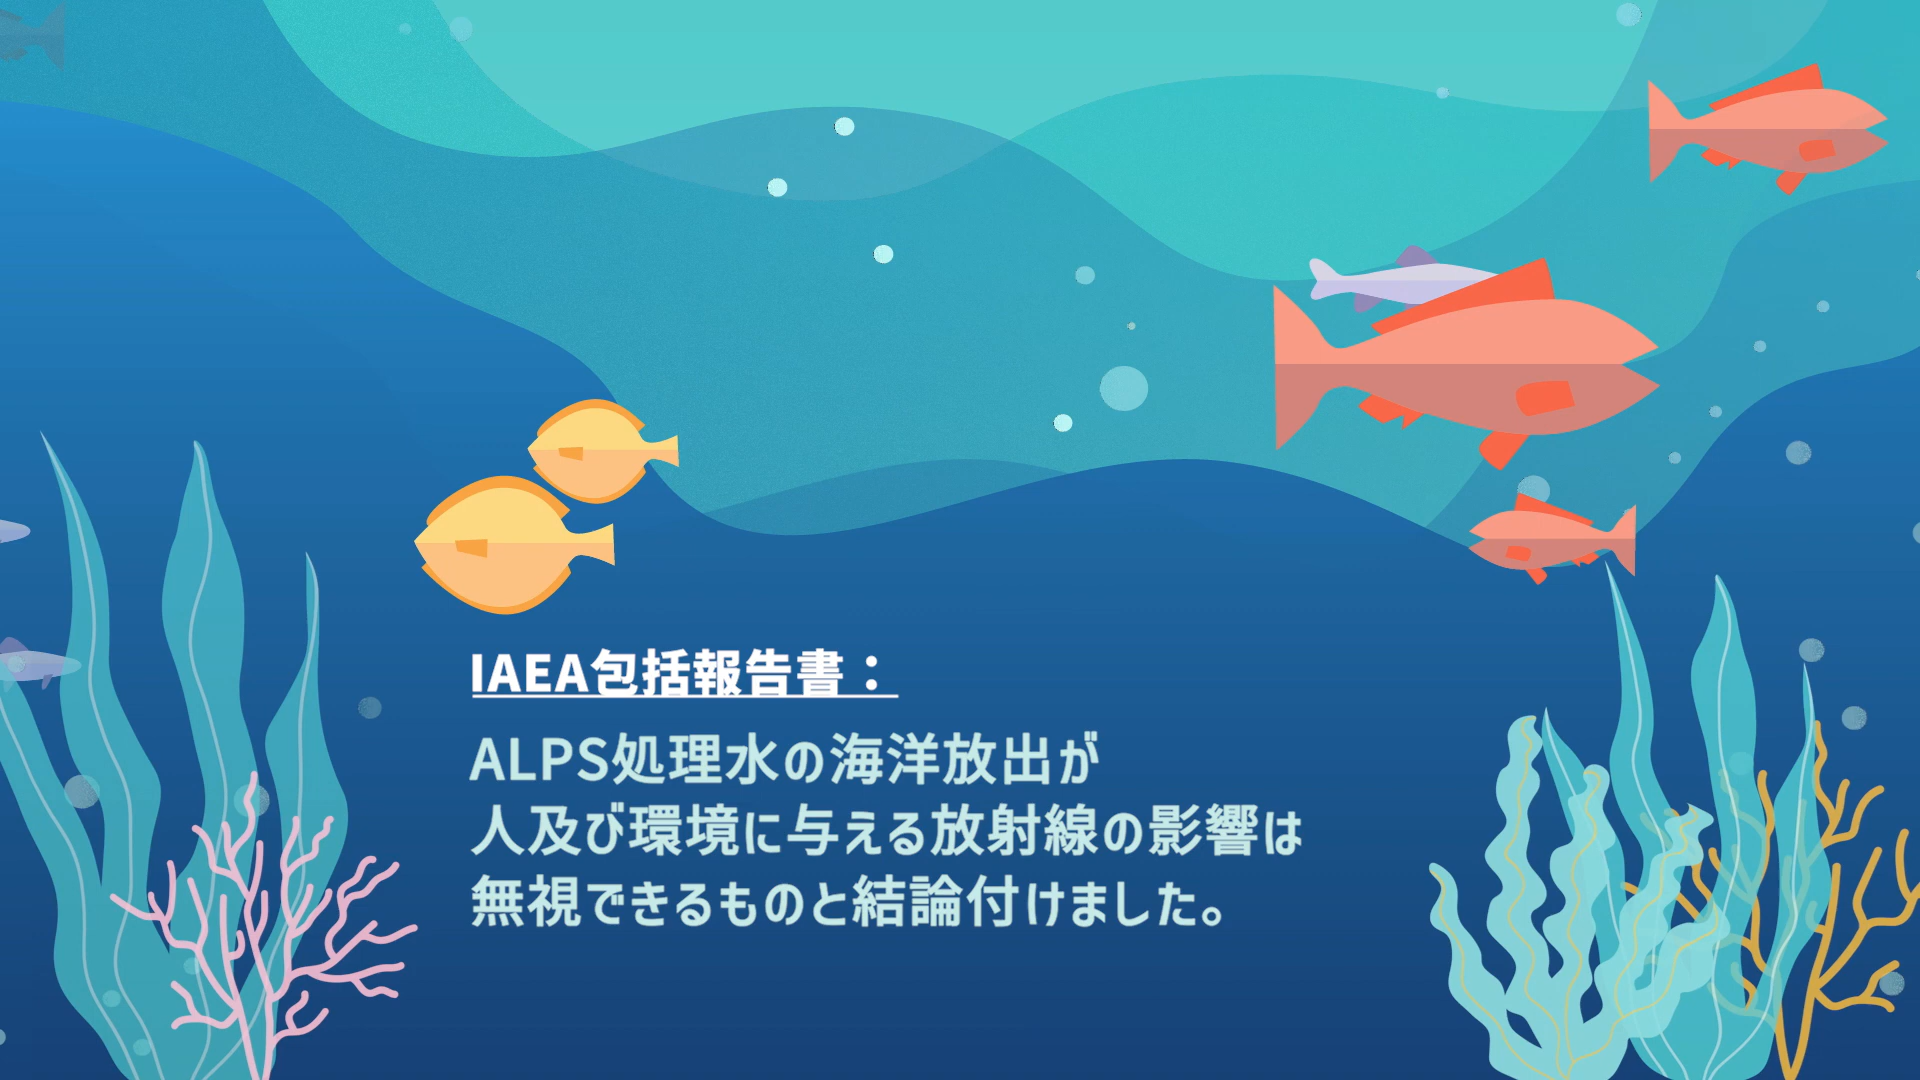 IAEA包括報告書：
ALPS処理水の海洋放出が
人及び環境に与える放射線の影響は
無視できるものと結論付けました。